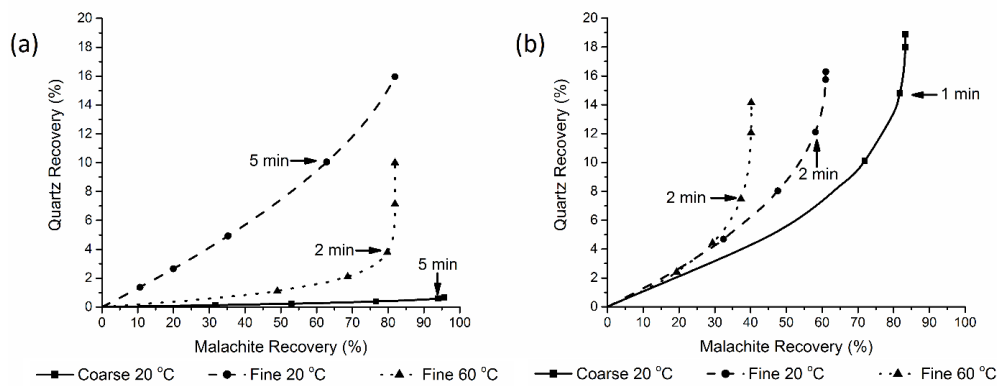 (a)
20
18
16
14
12
10
8
6
4
2
0
Quartz Recovery (%)
5 min
2 min
5 min
0 10 20 30 40 50 60 70 80 90 100
Malachite Recovery (%)
Coarse 20 °C Fine 20 °C Fine 60 °C
(b)
20
18
16
14
12
10
8
6
4
2
0
Quartz Recovery (%)
1 min
2 min
2 min
0 10 20 30 40 50 60 70 80 90 100
Malachite Recovery (%)
Coarse 20 °C Fine 20 °C Fine 60 °C